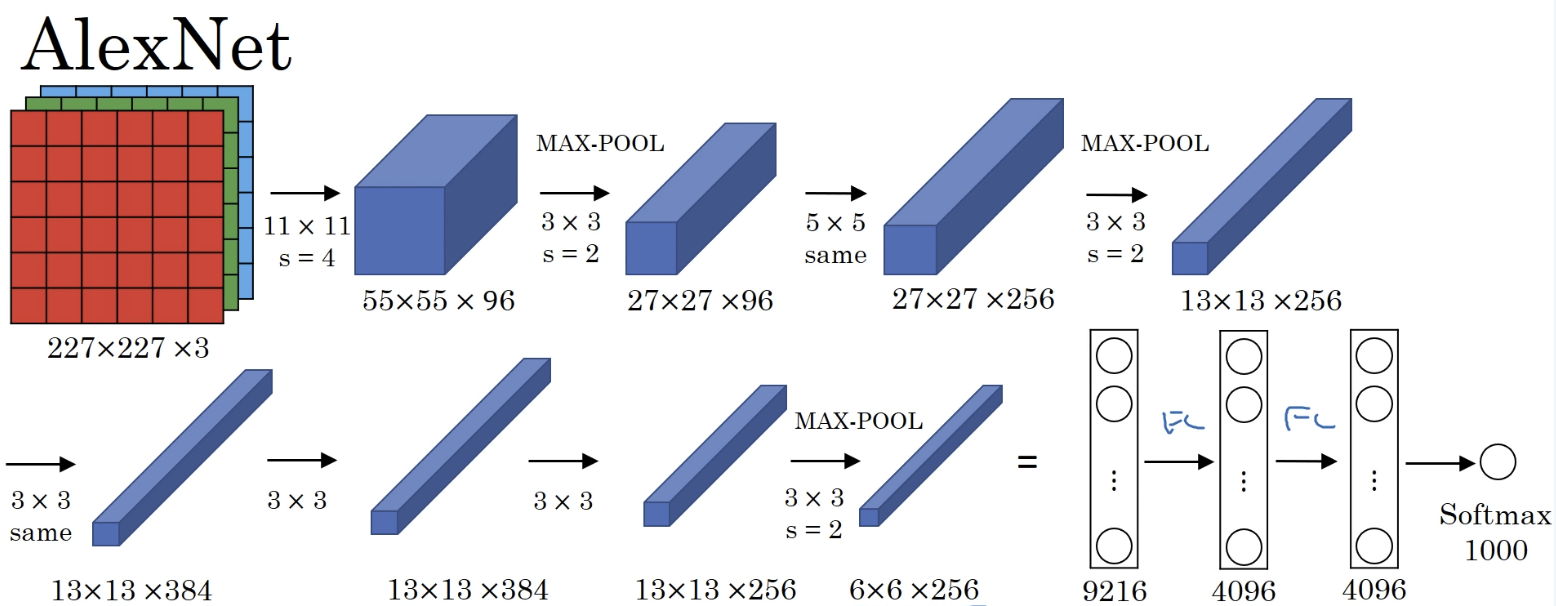 AlexNet
227×227 ×3
11 × 11
s = 4
55×55 × 96
MAX-POOL
3 × 3
s = 2
27×27 ×96
5 × 5
same
27×27 ×256
MAX-POOL
3 × 3
s = 2
13×13 ×256
3 × 3
same
13×13 ×384
3 × 3
13×13 ×384
3 × 3
13×13 ×256
MAX-POOL
3 × 3
s = 2
6×6 ×256
=
9216
FC
4096
FC
4096
Softmax
1000